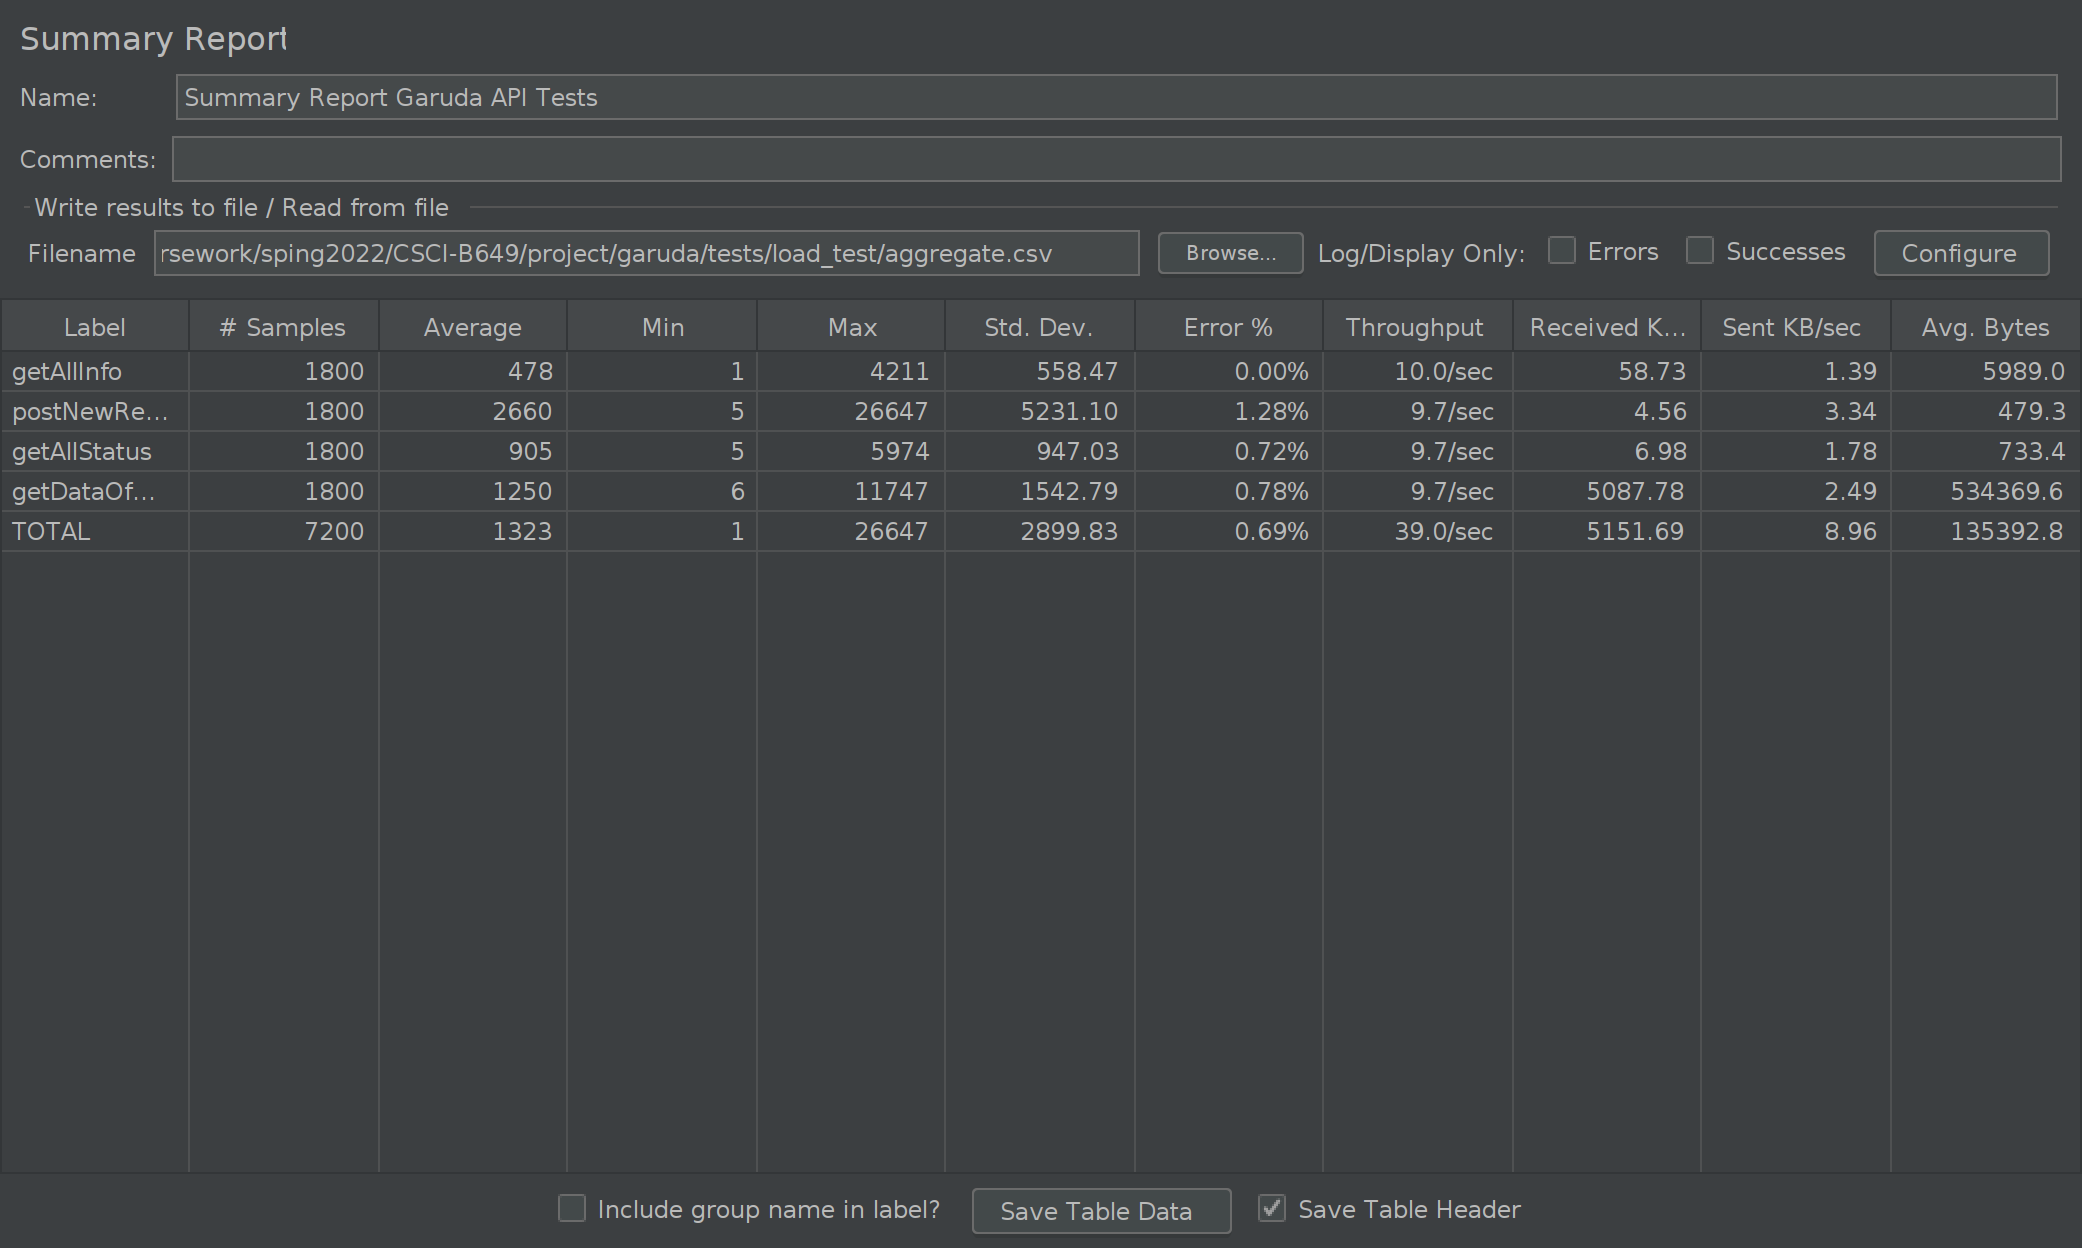 Summary Report
Name: Summary Report Garuda API Tests
Comments:
Write results to file / Read from file
Filename rsework/sping2022/CSCI-B649/project/garuda/tests/load_test/aggregate.csv Browse... Log/Display Only: Errors Successes Configure
Label # Samples Average Min Max Std. Dev. Error % Throughput Received K... Sent KB/sec Avg. Bytes
getAllInfo 1800 478 1 4211 558.47 0.00% 10.0/sec 58.73 1.39 5989.0
postNewRe... 1800 2660 5 26647 5231.10 1.28% 9.7/sec 4.56 3.34 479.3
getAllStatus 1800 905 5 5974 947.03 0.72% 9.7/sec 6.98 1.78 733.4
getDataOf... 1800 1250 6 11747 1542.79 0.78% 9.7/sec 5087.78 2.49 534369.6
TOTAL 7200 1323 1 26647 2899.83 0.69% 39.0/sec 5151.69 8.96 135392.8
Include group name in label? Save Table Data Save Table Header